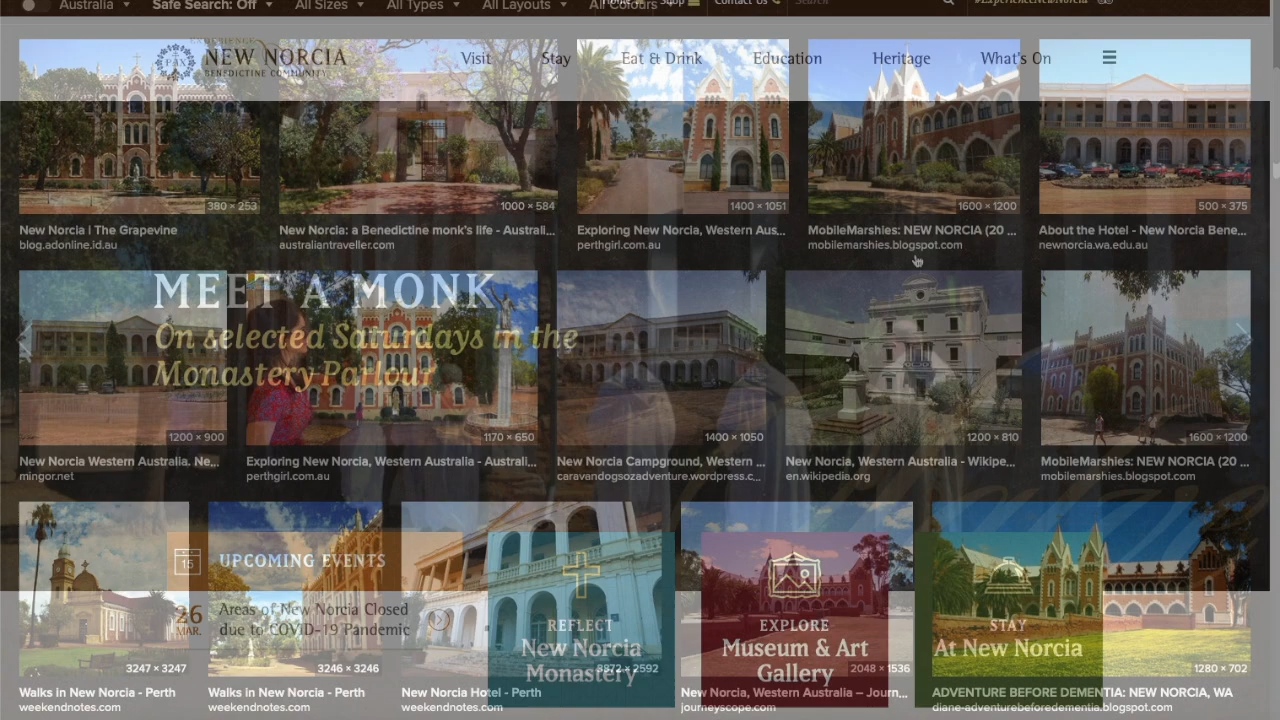 Australia Safe Search: Off All Sizes All Types All Layouts All Colours
Home Shop Contact Us Search #ExperienceNewNorcia
NEW NORCIA
BENEDICTINE COMMUNITY
PAX
Visit Stay Eat & Drink Education Heritage What's On
380 × 253 1000 × 584 1400 × 1051 1600 × 1200 500 × 375
New Norcia | The Grapevine New Norcia: a Benedictine monk's life - Australi... Exploring New Norcia, Western Aus... MobileMarshies: NEW NORCIA (20 ... About the Hotel - New Norcia Bene...
blog.adonline.id.au australiantraveller.com perthgirl.com.au mobilemarshies.blogspot.com newnorcia.wa.edu.au
MEET A MONK
On selected Saturdays in the
Monastery Parlour
1200 × 900 1170 × 650 1400 × 1050 1200 × 810 1600 × 1200
New Norcia Western Australia. Ne... Exploring New Norcia, Western Australia - Australi... New Norcia Campground, Western ... New Norcia, Western Australia - Wikipe... MobileMarshies: NEW NORCIA (20 ...
mingor.net perthgirl.com.au caravandogsozadventure.wordpress.c... en.wikipedia.org mobilemarshies.blogspot.com
15 UPCOMING EVENTS
26
MAR.
Areas of New Norcia Closed
due to COVID-19 Pandemic
REFLECT
New Norcia
Monastery
EXPLORE
Museum & Art
Gallery
STAY
At New Norcia
3247 × 3247 3246 × 3246 2048 × 1536 1280 × 702
Walks in New Norcia - Perth Walks in New Norcia - Perth New Norcia Hotel - Perth New Norcia, Western Australia – Journ... ADVENTURE BEFORE DEMENTIA: NEW NORCIA, WA
weekendnotes.com weekendnotes.com weekendnotes.com journeyscope.com diane-adventurebeforedementia.blogspot.com